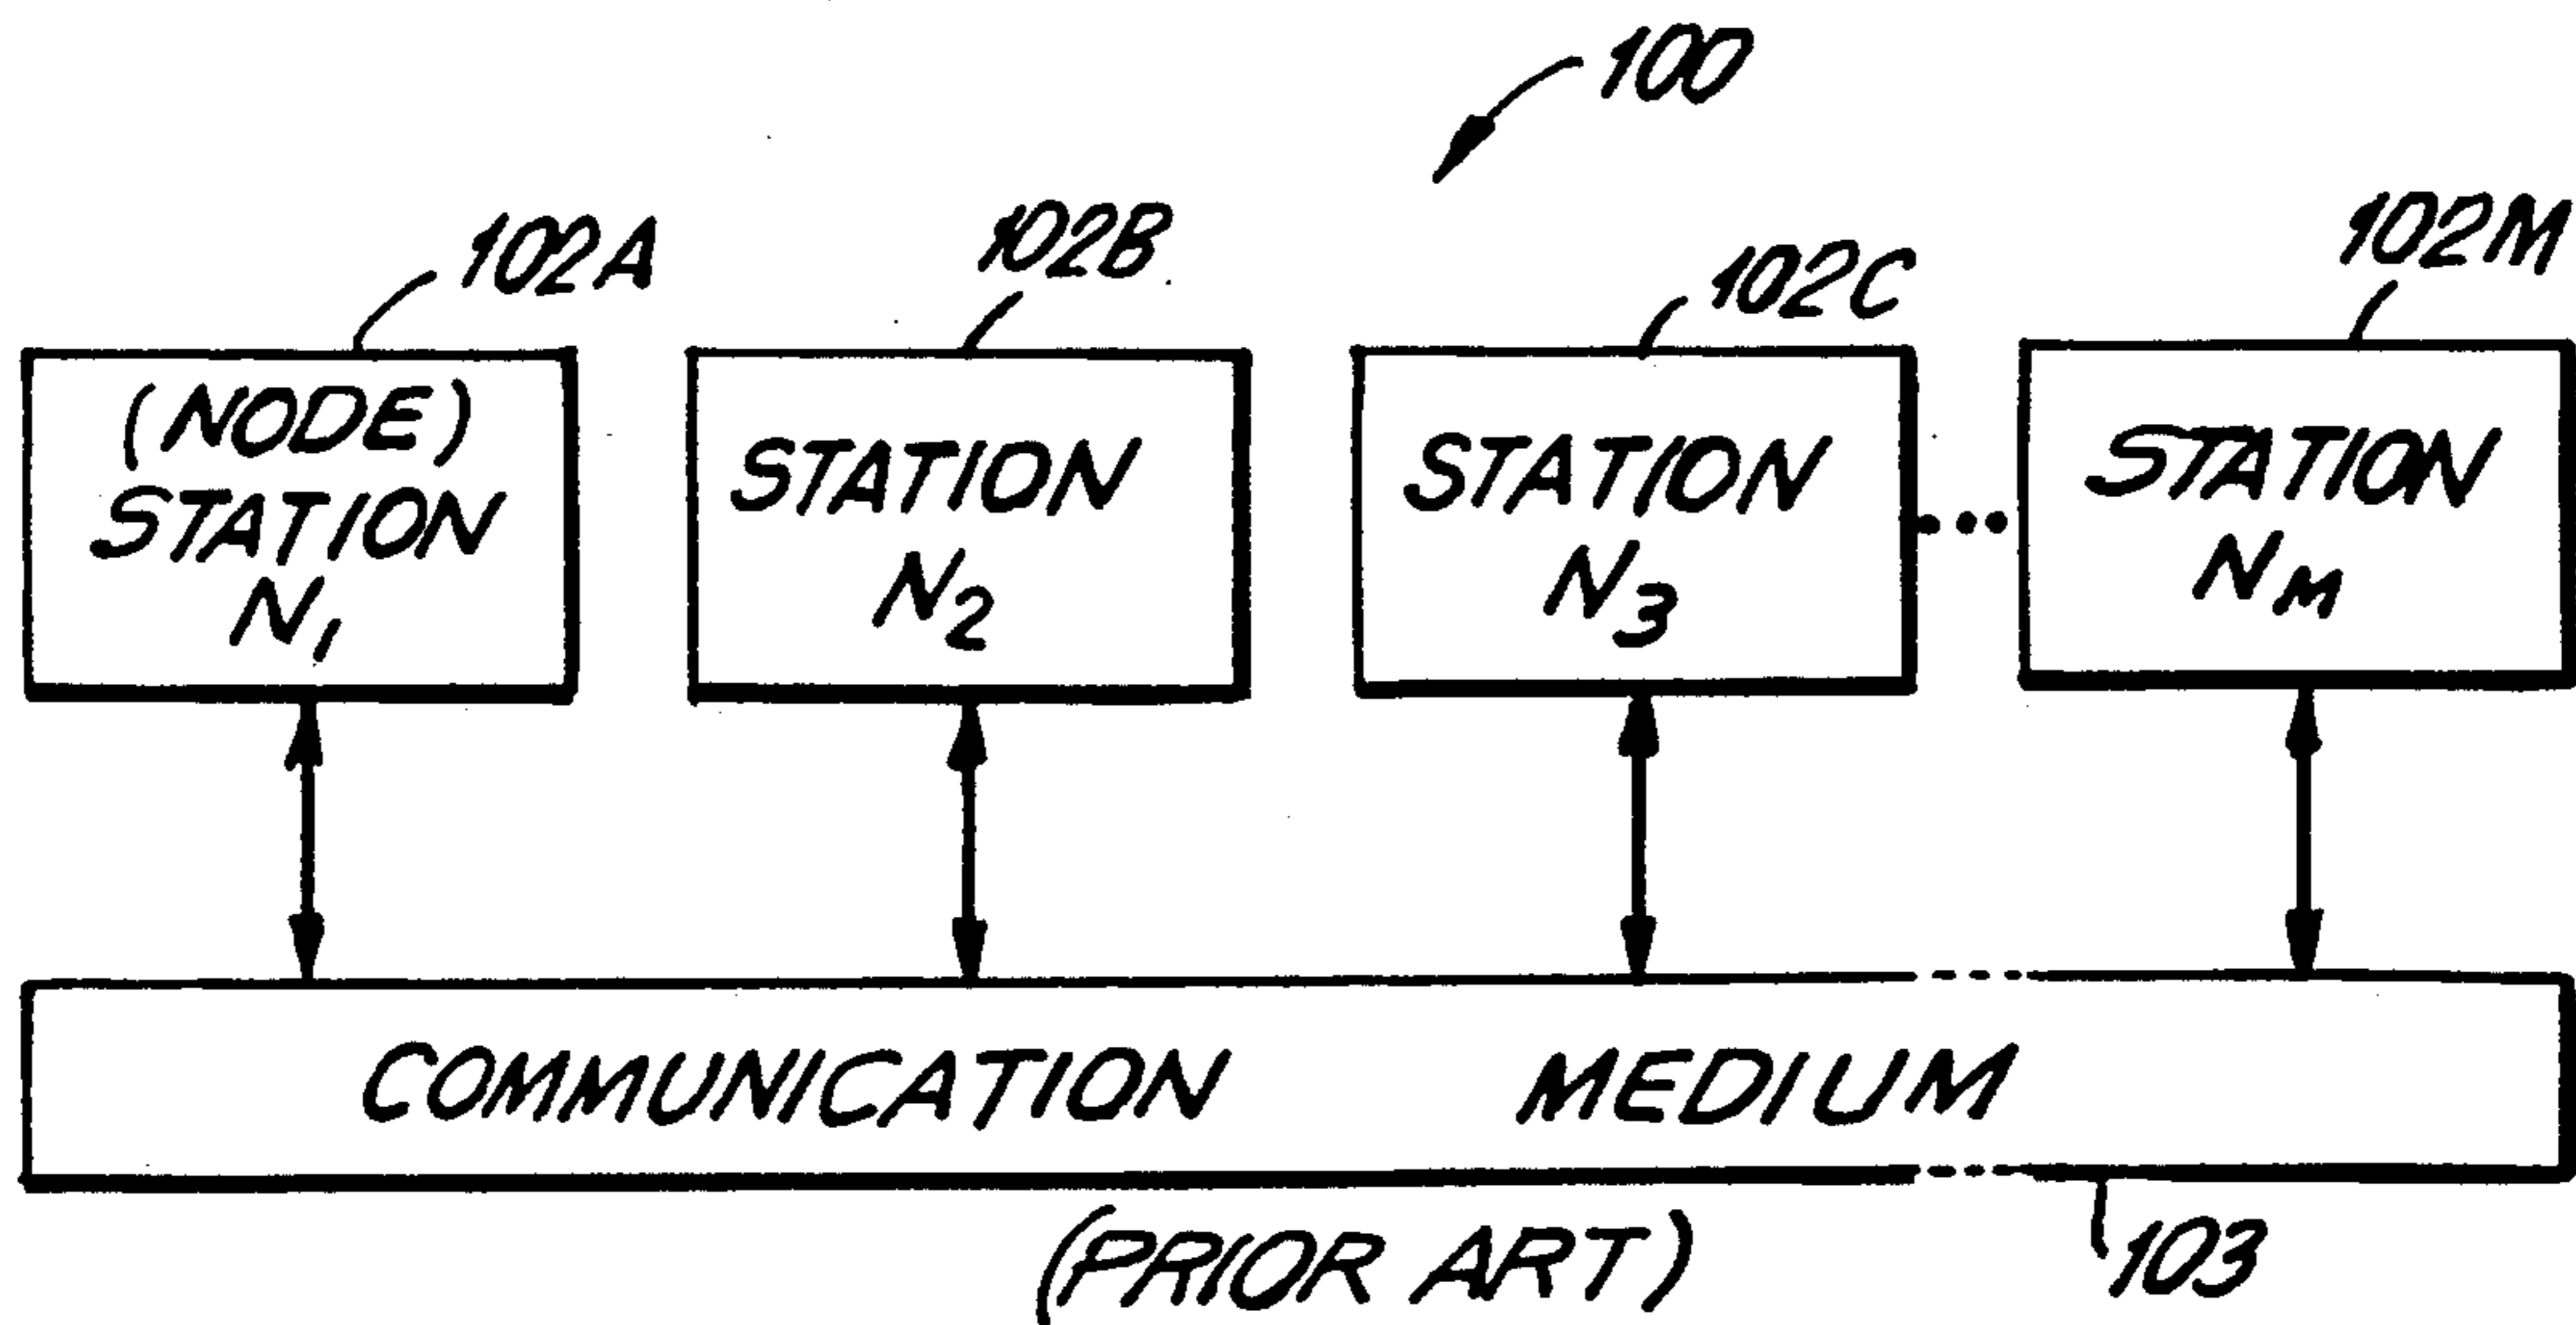 100
102A
102B
102C
102M
(NODE)
STATION
N1
STATION
N2
STATION
N3
...
STATION
NM
COMMUNICATION MEDIUM
(PRIOR ART)
103